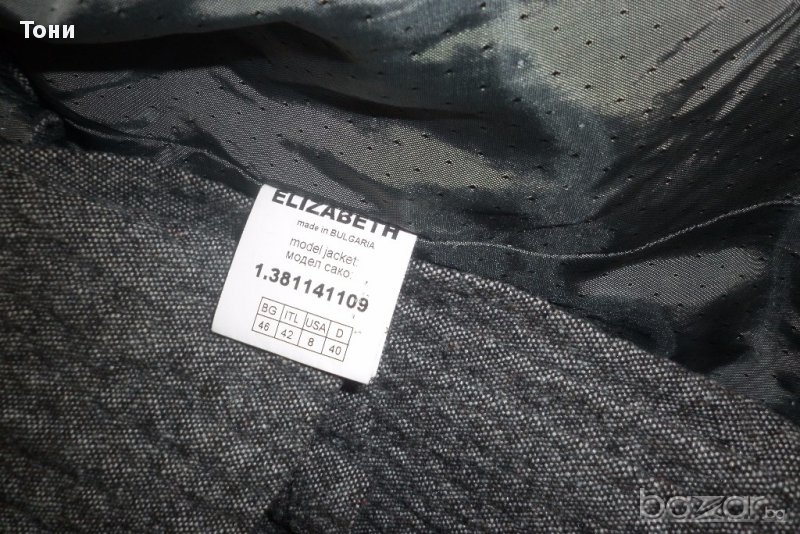 Тони
ELIZABETH
made in BULGARIA
model jacket:
модел сако:
1.381141109
BG ITL USA D
46 42 8 40
bazar.bg